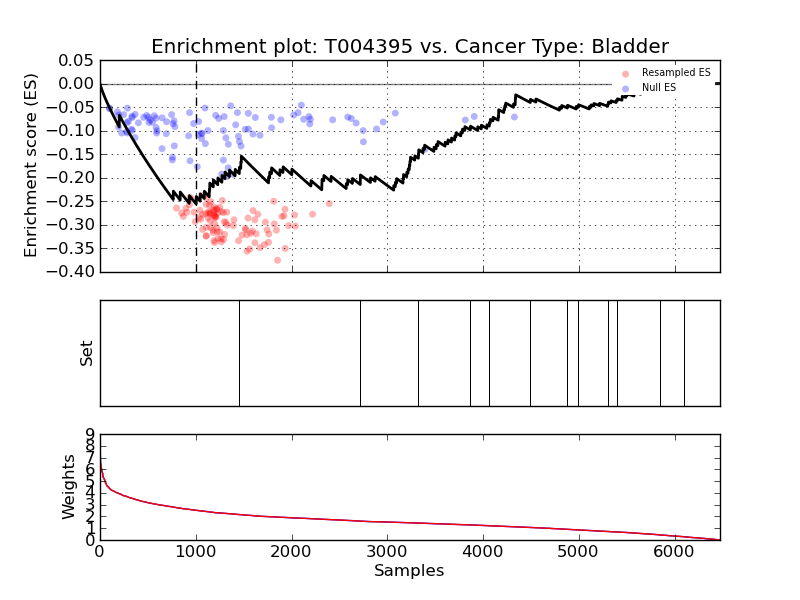 Enrichment plot: T004395 vs. Cancer Type: Bladder
Enrichment score (ES)
0.05
0.00
−0.05
−0.10
−0.15
−0.20
−0.25
−0.30
−0.35
−0.40
Resampled ES
Null ES
Set
Weights
9
8
7
6
5
4
3
2
1
0
0 1000 2000 3000 4000 5000 6000
Samples